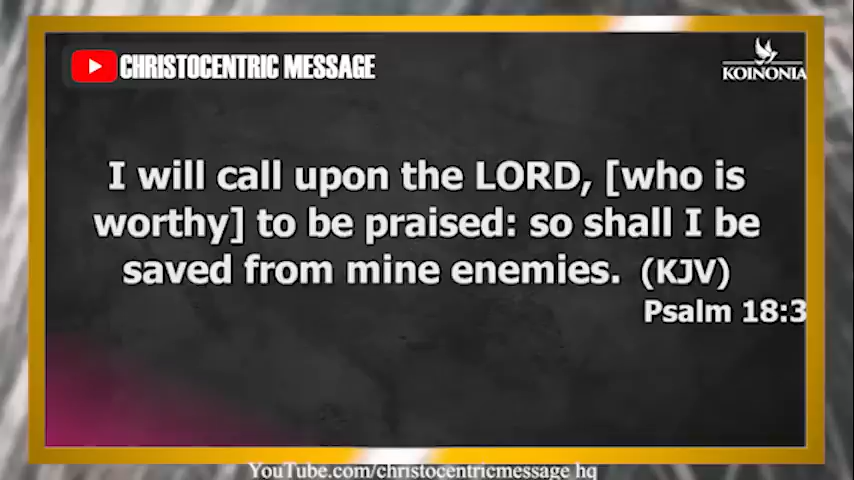 CHRISTOCENTRIC MESSAGE
KOINONIA
I will call upon the LORD, [who is
worthy] to be praised: so shall I be
saved from mine enemies. (KJV)
Psalm 18:3
YouTube.com/christocentricmessage hq